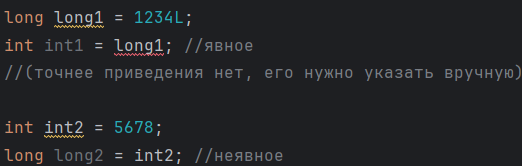 long long1 = 1234L;
int int1 = long1; //явное
//(точнее приведения нет, его нужно указать вручную)
int int2 = 5678;
long long2 = int2; //неявное